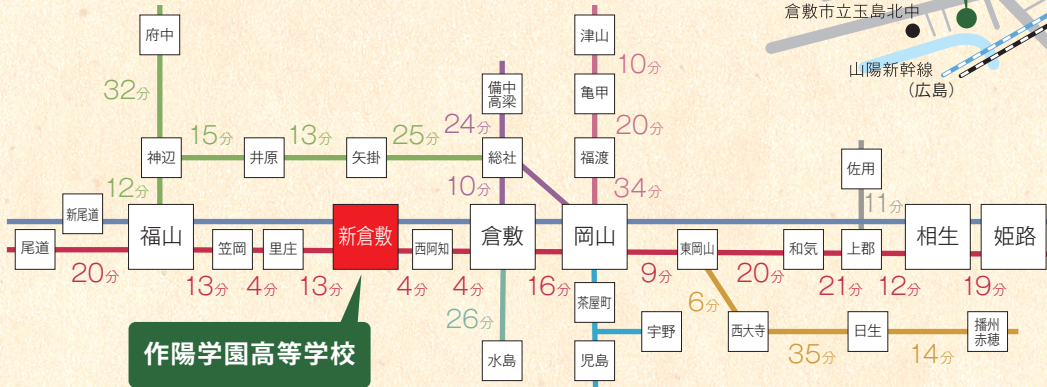 倉敷市立玉島北中
山陽新幹線
(広島)
府中
津山
10分
32分
備中
高梁
亀甲
15分
13分
25分
24分
20分
神辺
井原
矢掛
総社
福渡
佐用
12分
10分
34分
11分
新尾道
尾道
福山
笠岡
里庄
新倉敷
西阿知
倉敷
岡山
東岡山
和気
上郡
相生
姫路
20分
13分
4分
13分
4分
4分
16分
9分
20分
21分
12分
19分
茶屋町
6分
26分
宇野
西大寺
日生
播州
赤穂
作陽学園高等学校
水島
児島
35分
14分